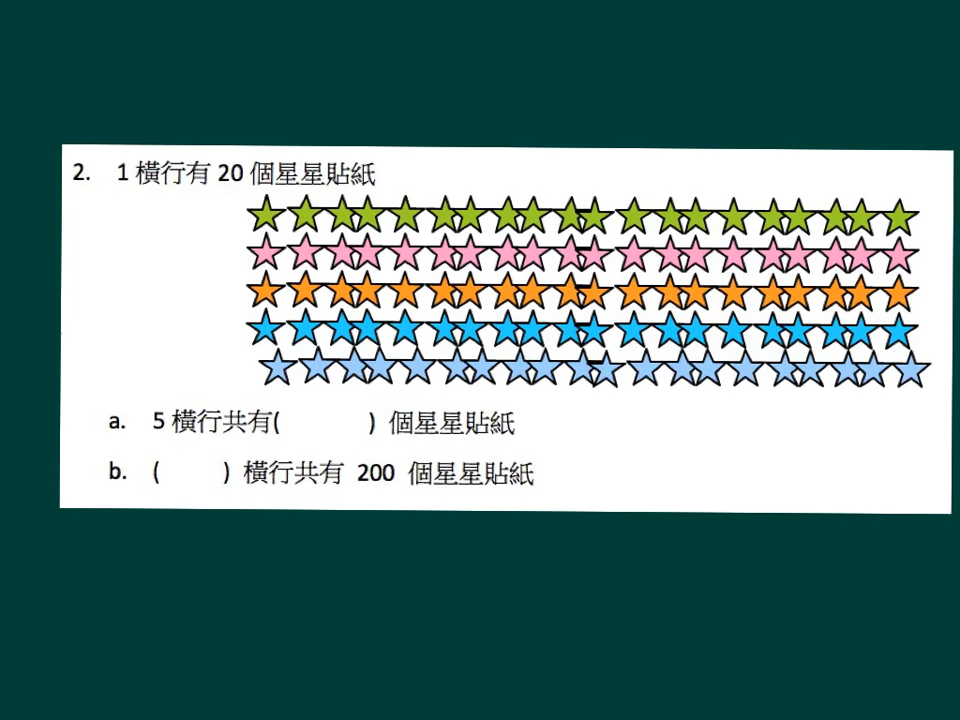 2. 1 橫行有 20 個星星貼紙
a. 5 橫行共有( ) 個星星貼紙
b. ( ) 橫行共有 200 個星星貼紙